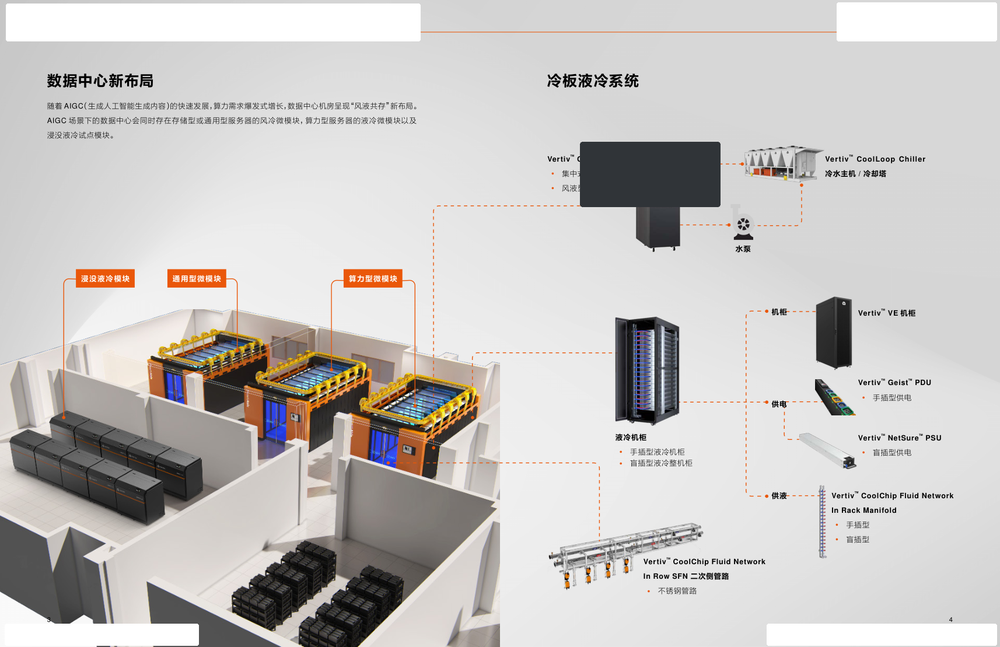 数据中心新布局
随着 AIGC(生成人工智能生成内容)的快速发展,算力需求爆发式增长,数据中心机房呈现“风液共存”新布局。
AIGC 场景下的数据中心会同时存在存储型或通用型服务器的风冷微模块,算力型服务器的液冷微模块以及
浸没液冷试点模块。
浸没液冷模块
通用型微模块
算力型微模块
3
冷板液冷系统
Vertiv™
集中
风液
Vertiv™ CoolLoop Chiller
冷水主机 / 冷却塔
水泵
机柜
Vertiv™ VE 机柜
Vertiv™ Geist™ PDU
手插型供电
供电
Vertiv™ NetSure™ PSU
盲插型供电
液冷机柜
手插型液冷机柜
盲插型液冷整机柜
供液
Vertiv™ CoolChip Fluid Network
In Rack Manifold
手插型
盲插型
Vertiv™ CoolChip Fluid Network
In Row SFN 二次侧管路
不锈钢管路
4